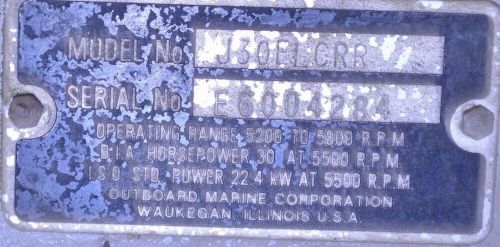 MODEL No J30ELCRR
SERIAL No E6004284
OPERATING RANGE 5200 TO 5800 R.P.M
B.I.A. HORSEPOWER 30 AT 5500 RPM
I.S.O. STD. POWER 22.4 kW AT 5500 R.P.M.
OUTBOARD MARINE CORPORATION
WAUKEGAN, ILLINOIS U.S.A.